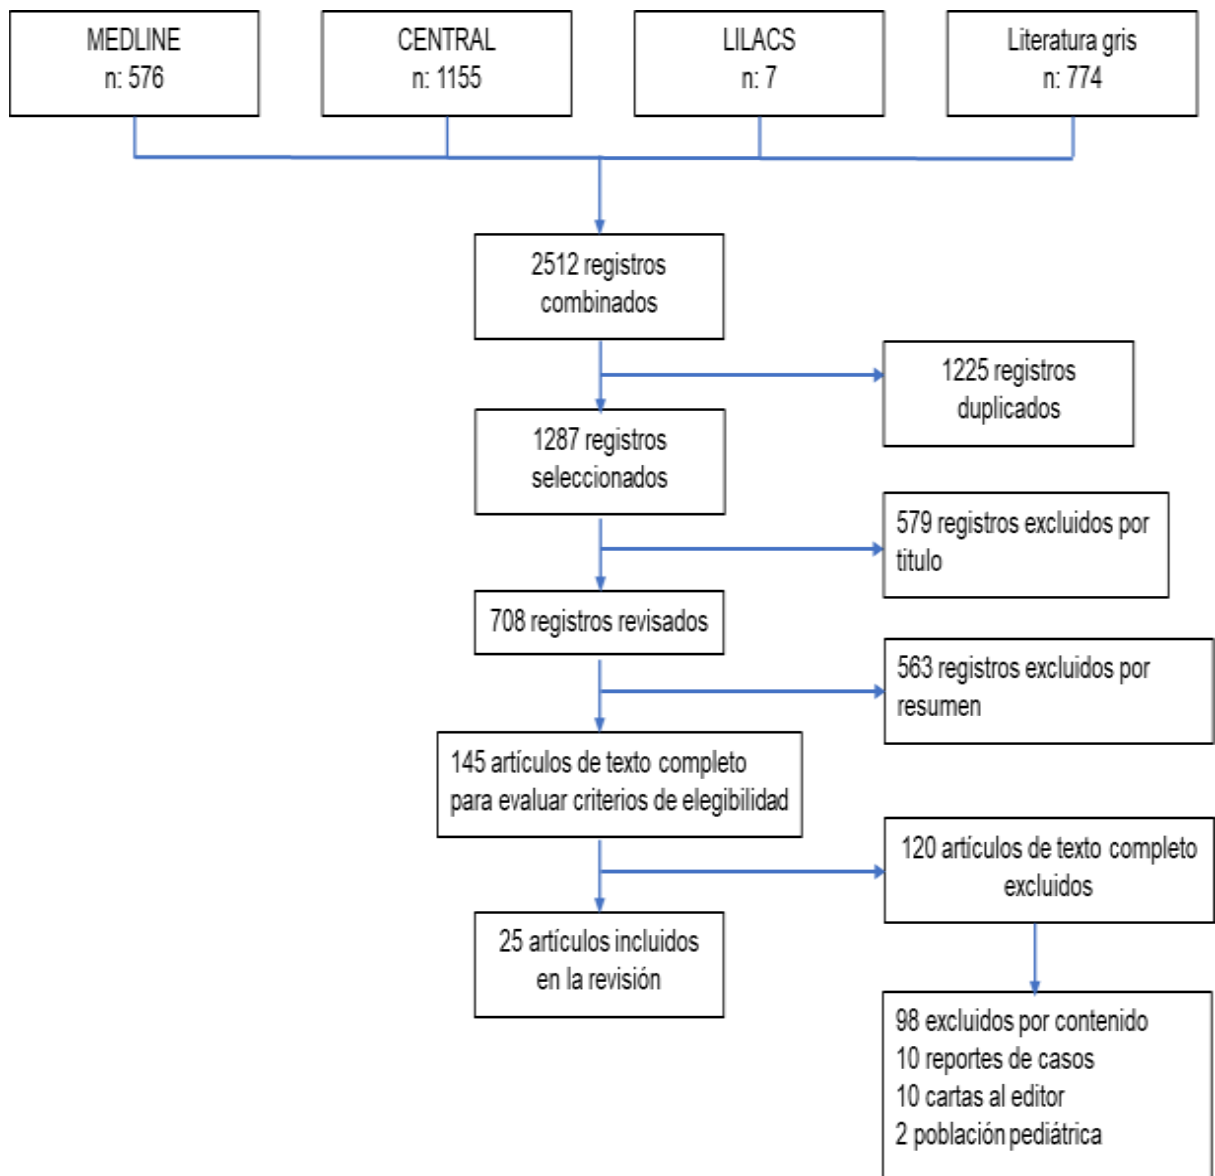 MEDLINE
n: 576
CENTRAL
n: 1155
LILACS
n: 7
Literatura gris
n: 774
2512 registros
combinados
1225 registros
duplicados
1287 registros
seleccionados
579 registros excluidos por
titulo
708 registros revisados
563 registros excluidos por
resumen
145 artículos de texto completo
para evaluar criterios de elegibilidad
120 artículos de texto completo
excluidos
25 artículos incluidos
en la revisión
98 excluidos por contenido
10 reportes de casos
10 cartas al editor
2 población pediátrica